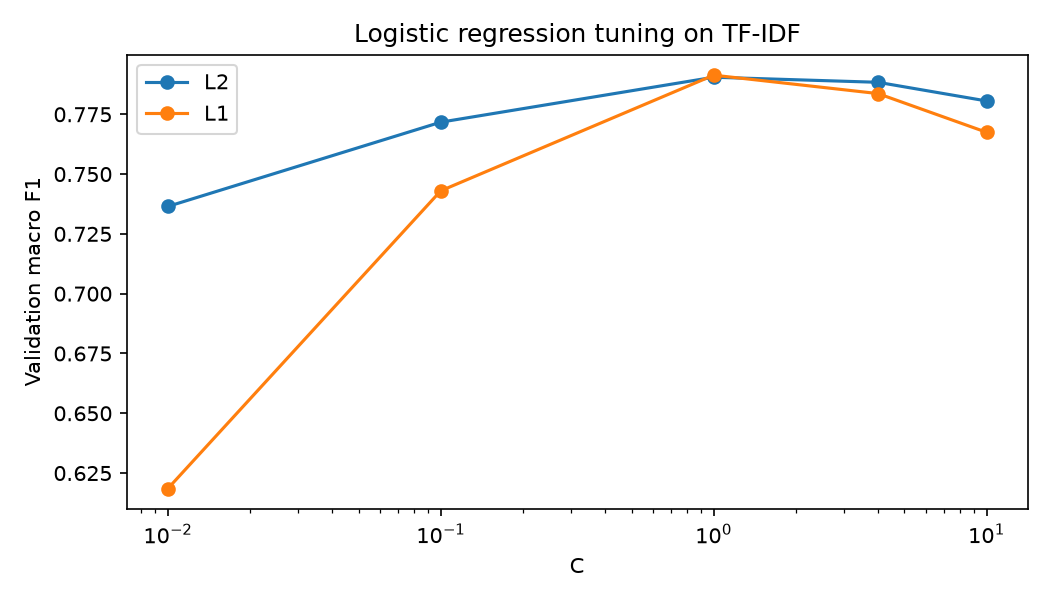 Logistic regression tuning on TF-IDF
L2
L1
Validation macro F1
0.775
0.750
0.725
0.700
0.675
0.650
0.625
10⁻²
10⁻¹
10⁰
10¹
C